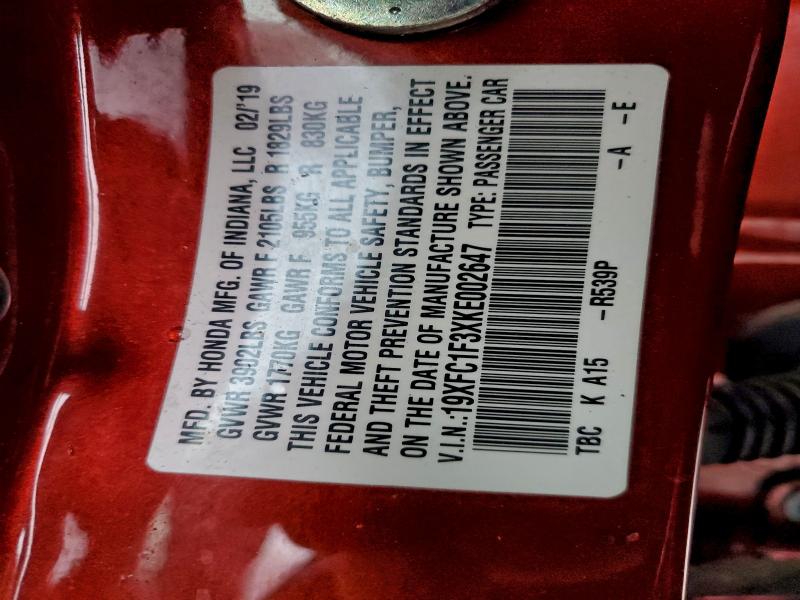 MFD. BY HONDA MFG. OF INDIANA, LLC 02/'19
GVWR 3902LBS GAWR F 2105LBS R 1829LBS
GVWR 1770KG GAWR F 955KG R 830KG
THIS VEHICLE CONFORMS TO ALL APPLICABLE
FEDERAL MOTOR VEHICLE SAFETY, BUMPER,
AND THEFT PREVENTION STANDARDS IN EFFECT
ON THE DATE OF MANUFACTURE SHOWN ABOVE.
V.I.N.:19XFC1F3XKE002647 TYPE: PASSENGER CAR
TBC K A15 -R539P -A -E